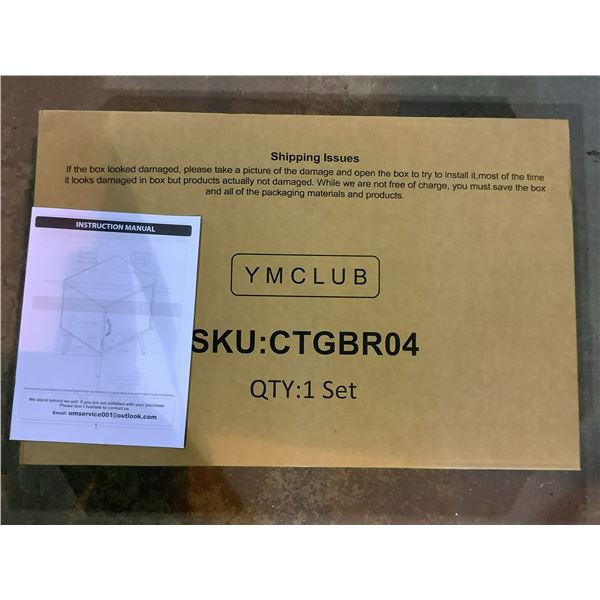 Shipping Issues
If the box looked damaged, please take a picture of the damage and open the box to try to install it,most of the time
it looks damaged in box but products actually not damaged. While we are not free of charge, you must save the box
and all of the packaging materials and products.
YMCLUB
SKU:CTGBR04
QTY:1 Set
INSTRUCTION MANUAL
We stand behind we sell. If you are not satisfied with your purchase
Please don't hesitate to contact us.
Email: umservice001@outlook.com
1